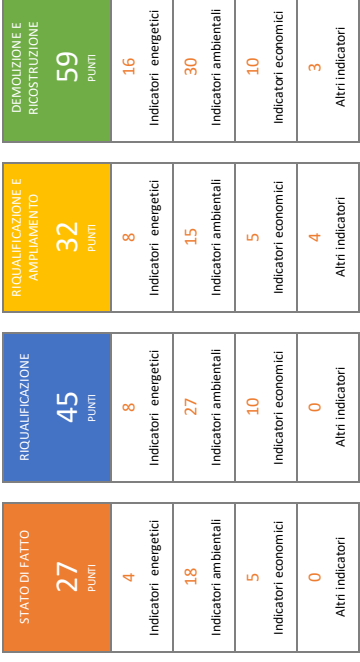 STATO DI FATTO
27
PUNTI
4
Indicatori energetici
18
Indicatori ambientali
5
Indicatori economici
0
Altri indicatori
RIQUALIFICAZIONE
45
PUNTI
8
Indicatori energetici
27
Indicatori ambientali
10
Indicatori economici
0
Altri indicatori
RIQUALIFICAZIONE E
AMPLIAMENTO
32
PUNTI
8
Indicatori energetici
15
Indicatori ambientali
5
Indicatori economici
4
Altri indicatori
DEMOLIZIONE E
RICOSTRUZIONE
59
PUNTI
16
Indicatori energetici
30
Indicatori ambientali
10
Indicatori economici
3
Altri indicatori